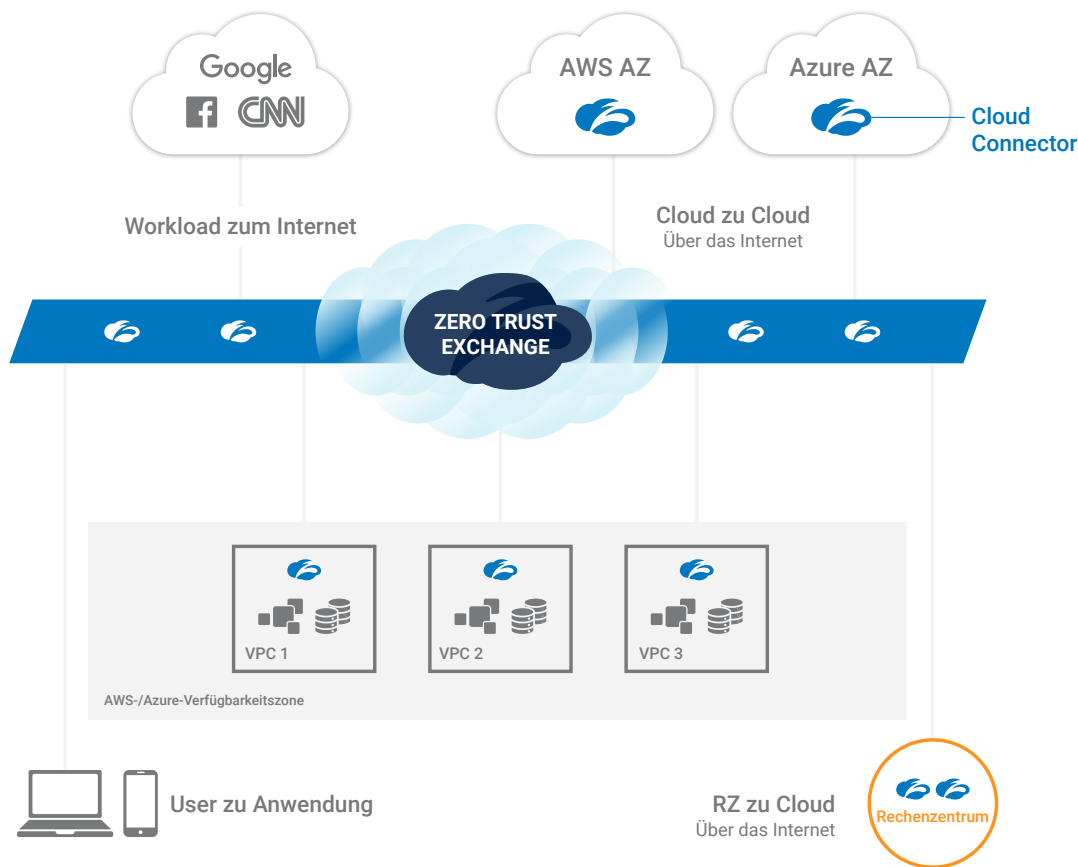 Google
CNN
AWS AZ
Azure AZ
Cloud
Connector
Workload zum Internet
Cloud zu Cloud
Über das Internet
ZERO TRUST
EXCHANGE
VPC 1
VPC 2
VPC 3
AWS-/Azure-Verfügbarkeitszone
User zu Anwendung
RZ zu Cloud
Über das Internet
Rechenzentrum